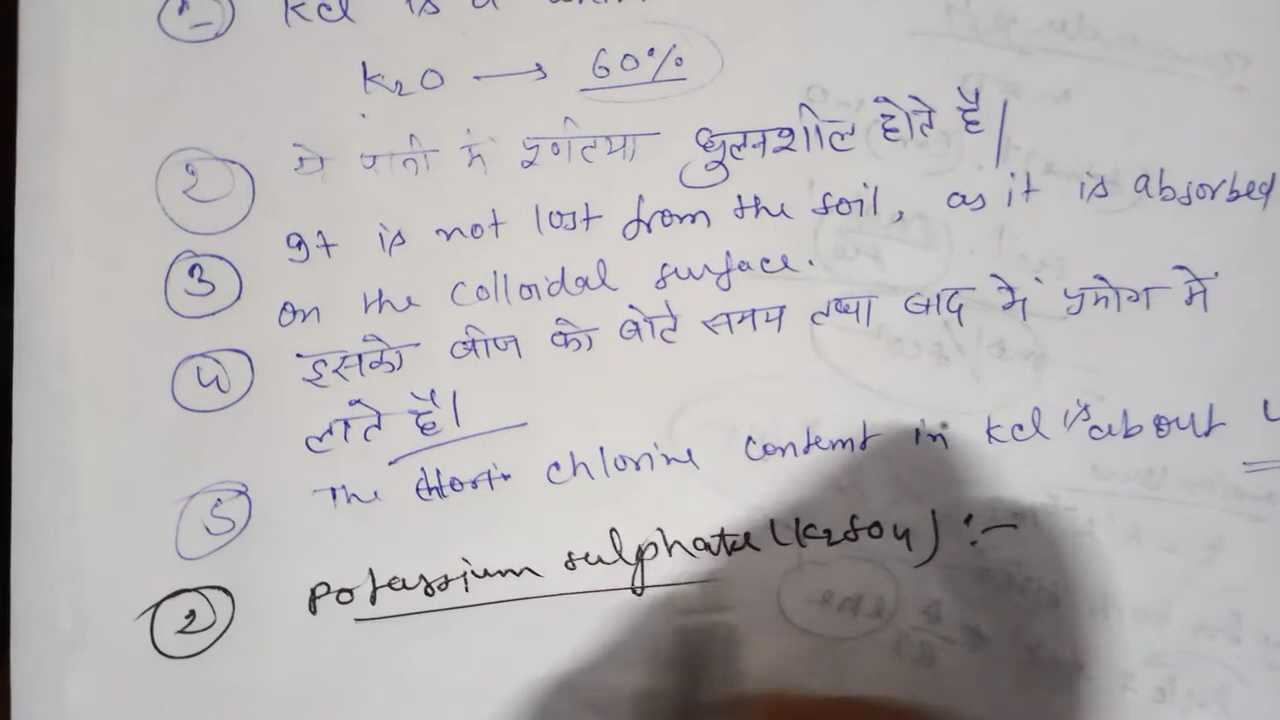 ① KCl is a
K₂O → 60%
② ये पानी में पूर्णतया घुलनशील होते है।
③ It is not lost from the soil, as it is absorbed
on the colloidal surface.
④ इसको बीज को बोते समय तथा बाद में प्रयोग में
लाते है।
⑤ The chlorine content in KCl is about
② Potassium sulphate (K₂SO₄) :-